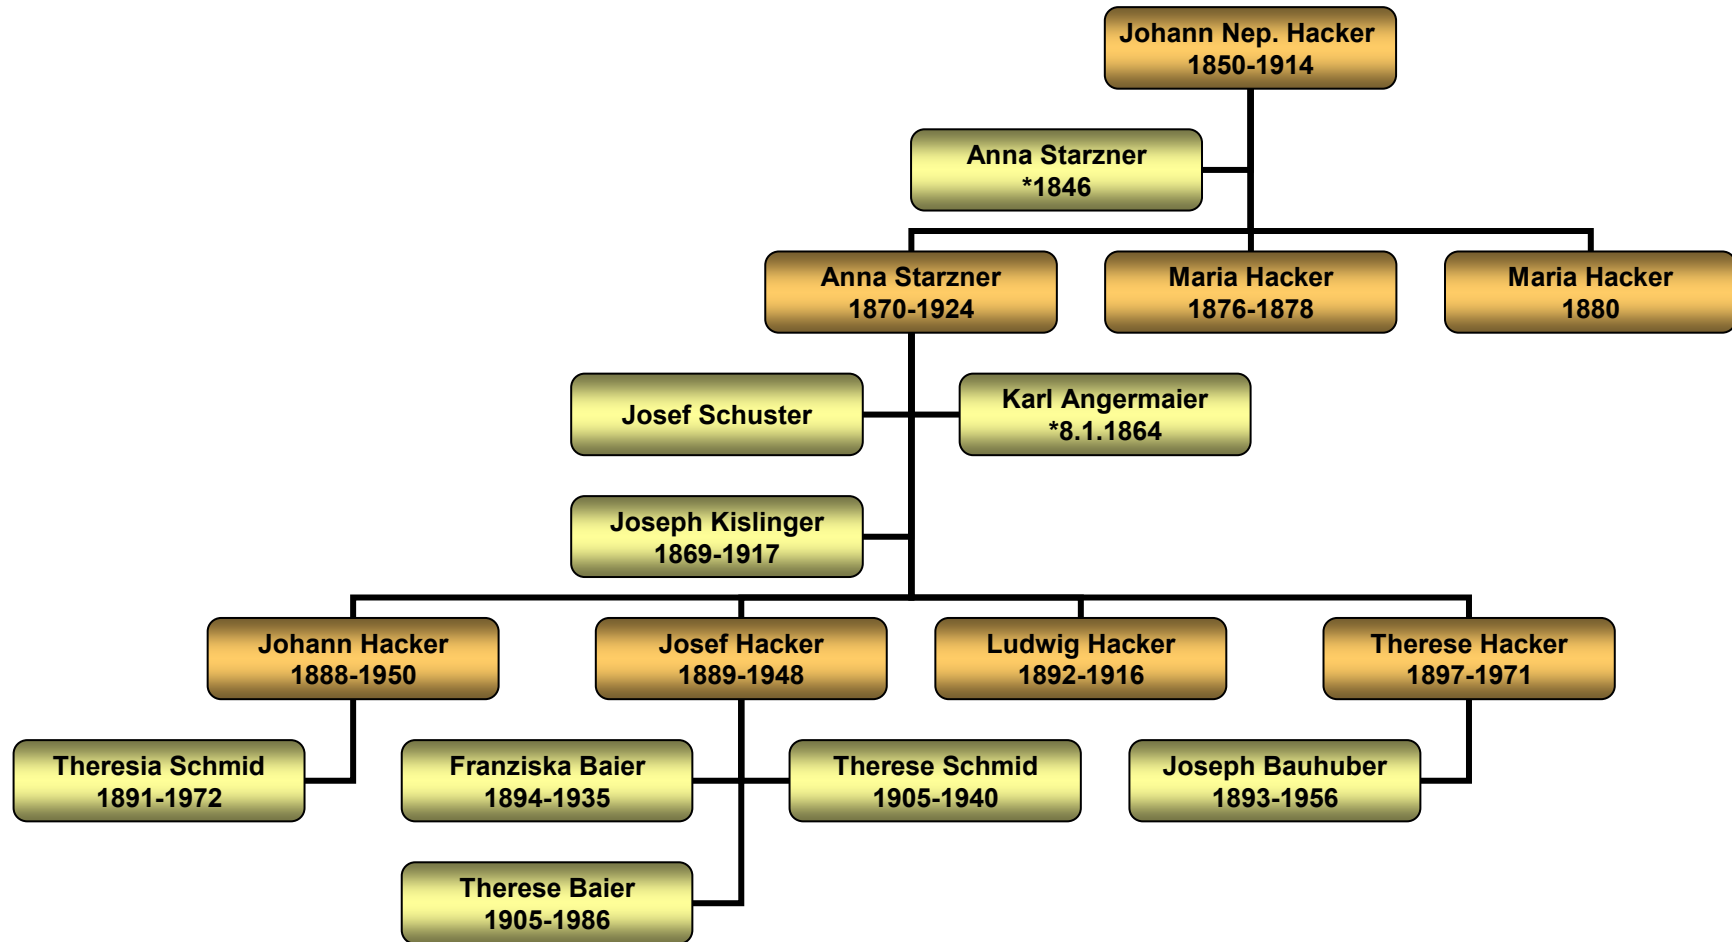 Johann Nep. Hacker
1850-1914
Anna Starzner
*1846
Anna Starzner
1870-1924
Maria Hacker
1876-1878
Maria Hacker
1880
Josef Schuster
Karl Angermaier
*8.1.1864
Joseph Kislinger
1869-1917
Johann Hacker
1888-1950
Josef Hacker
1889-1948
Ludwig Hacker
1892-1916
Therese Hacker
1897-1971
Theresia Schmid
1891-1972
Franziska Baier
1894-1935
Therese Schmid
1905-1940
Joseph Bauhuber
1893-1956
Therese Baier
1905-1986